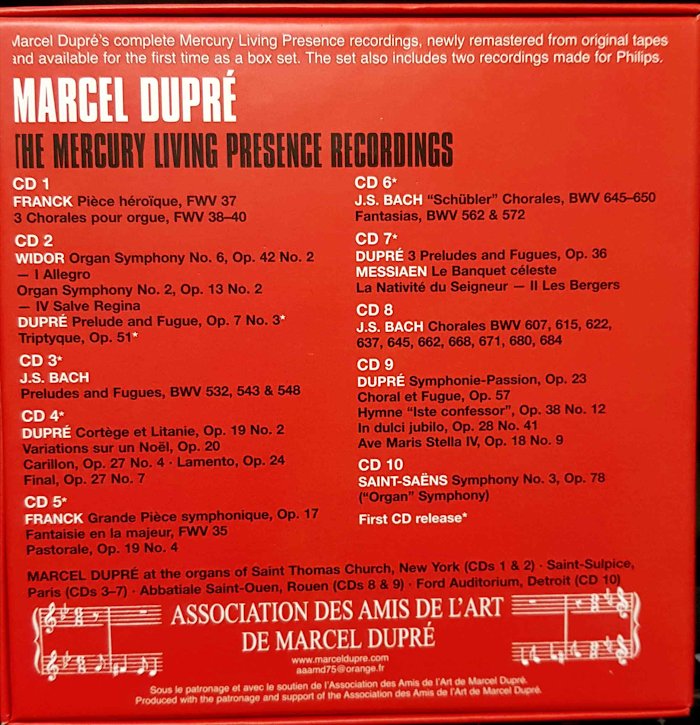 Marcel Dupré's complete Mercury Living Presence recordings, newly remastered from original tapes
and available for the first time as a box set. The set also includes two recordings made for Philips.
MARCEL DUPRÉ
THE MERCURY LIVING PRESENCE RECORDINGS
CD 1
FRANCK Pièce héroïque, FWV 37
3 Chorales pour orgue, FWV 38–40
CD 2
WIDOR Organ Symphony No. 6, Op. 42 No. 2
– I Allegro
Organ Symphony No. 2, Op. 13 No. 2
– IV Salve Regina
DUPRÉ Prelude and Fugue, Op. 7 No. 3*
Triptyque, Op. 51*
CD 3*
J.S. BACH
Preludes and Fugues, BWV 532, 543 & 548
CD 4*
DUPRÉ Cortège et Litanie, Op. 19 No. 2
Variations sur un Noël, Op. 20
Carillon, Op. 27 No. 4 · Lamento, Op. 24
Final, Op. 27 No. 7
CD 5*
FRANCK Grande Pièce symphonique, Op. 17
Fantaisie en la majeur, FWV 35
Pastorale, Op. 19 No. 4
CD 6*
J.S. BACH “Schübler” Chorales, BWV 645–650
Fantasias, BWV 562 & 572
CD 7*
DUPRÉ 3 Preludes and Fugues, Op. 36
MESSIAEN Le Banquet céleste
La Nativité du Seigneur – II Les Bergers
CD 8
J.S. BACH Chorales BWV 607, 615, 622,
637, 645, 662, 668, 671, 680, 684
CD 9
DUPRÉ Symphonie-Passion, Op. 23
Choral et Fugue, Op. 57
Hymne “Iste confessor”, Op. 38 No. 12
In dulci jubilo, Op. 28 No. 41
Ave Maris Stella IV, Op. 18 No. 9
CD 10
SAINT-SAËNS Symphony No. 3, Op. 78
(“Organ” Symphony)
First CD release*
MARCEL DUPRÉ at the organs of Saint Thomas Church, New York (CDs 1 & 2) · Saint-Sulpice,
Paris (CDs 3–7) · Abbatiale Saint-Ouen, Rouen (CDs 8 & 9) · Ford Auditorium, Detroit (CD 10)
ASSOCIATION DES AMIS DE L'ART
DE MARCEL DUPRÉ
www.marceldupre.com
aaamd75@orange.fr
Sous le patronage et avec le soutien de l'Association des Amis de l'Art de Marcel Dupré.
Produced with the patronage and support of the Association des Amis de l'Art de Marcel Dupré.